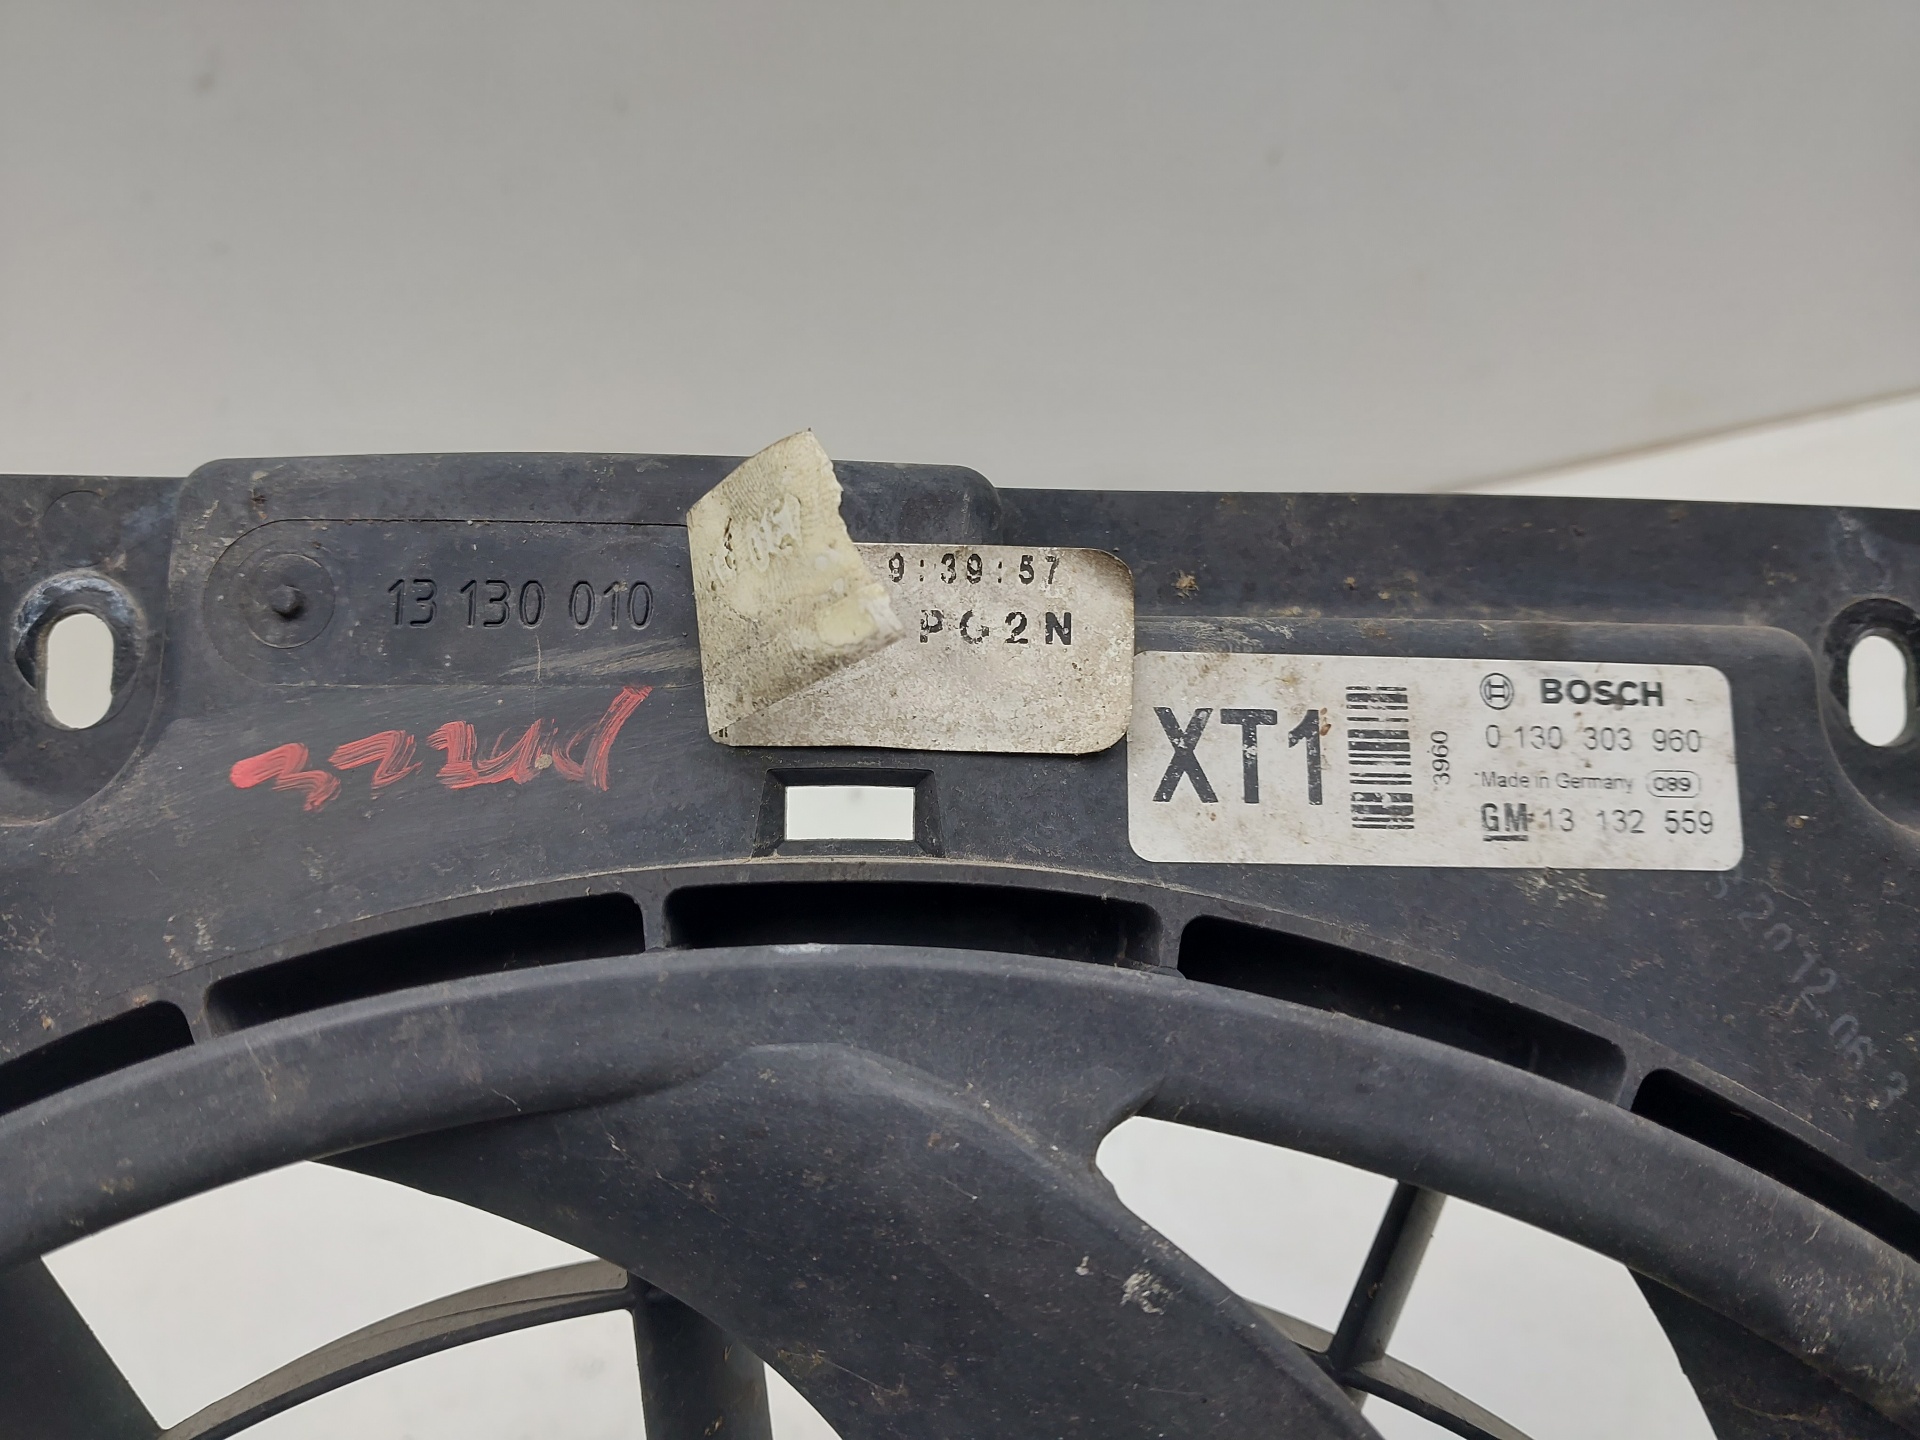 13 130 010
9:39:57
PG2N
XT1
3960
BOSCH
0 130 303 960
Made in Germany 089
GM 13 132 559